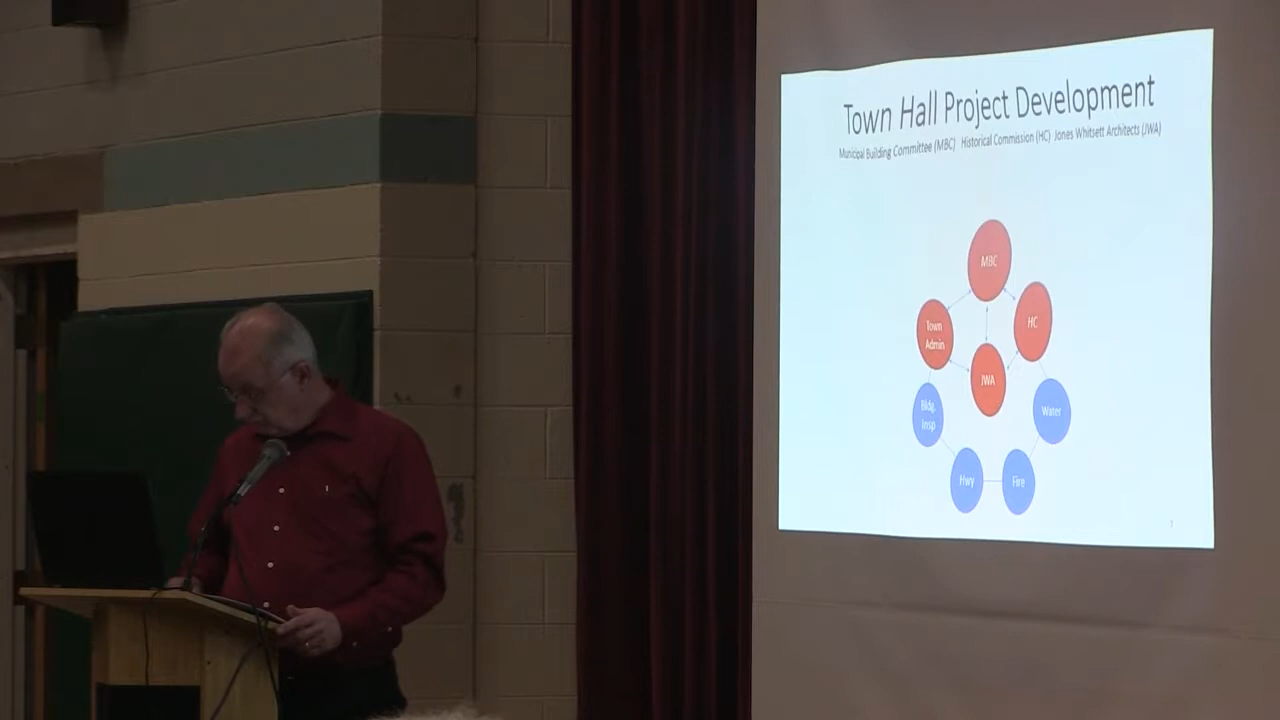 Town Hall Project Development
Municipal Building Committee (MBC) Historical Commission (HC) Jones Whitsett Architects (JWA)
MBC
Town
Admin
HC
JWA
Bldg.
Insp
Water
Hwy
Fire